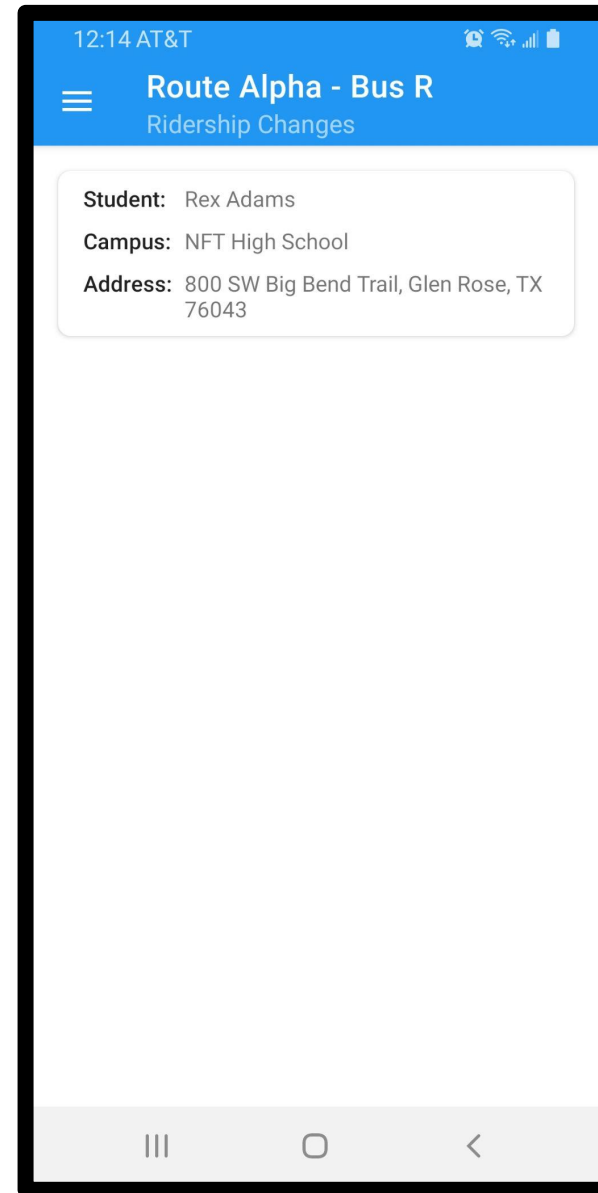 12:14 AT&T
Route Alpha - Bus R
Ridership Changes
Student: Rex Adams
Campus: NFT High School
Address: 800 SW Big Bend Trail, Glen Rose, TX
76043